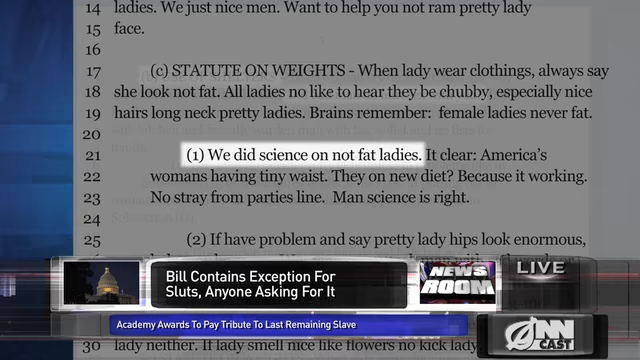 14 ladies. We just nice men. Want to help you not ram pretty lady
15 face.
16
17 (c) STATUTE ON WEIGHTS - When lady wear clothings, always say
18 she look not fat. All ladies no like to hear they be chubby, especially nice
19 hairs long neck pretty ladies. Brains remember: female ladies never fat.
20
21 (1) We did science on not fat ladies. It clear: America's
22 womans having tiny waist. They on new diet? Because it working.
23 No stray from parties line. Man science is right.
24
25 (2) If have problem and say pretty lady hips look enormous,
Bill Contains Exception For
Sluts, Anyone Asking For It
NEWS
ROOM
LIVE
Academy Awards To Pay Tribute To Last Remaining Slave
NN
CAST
30 lady neither. If lady smell nice like flowers no kick lady